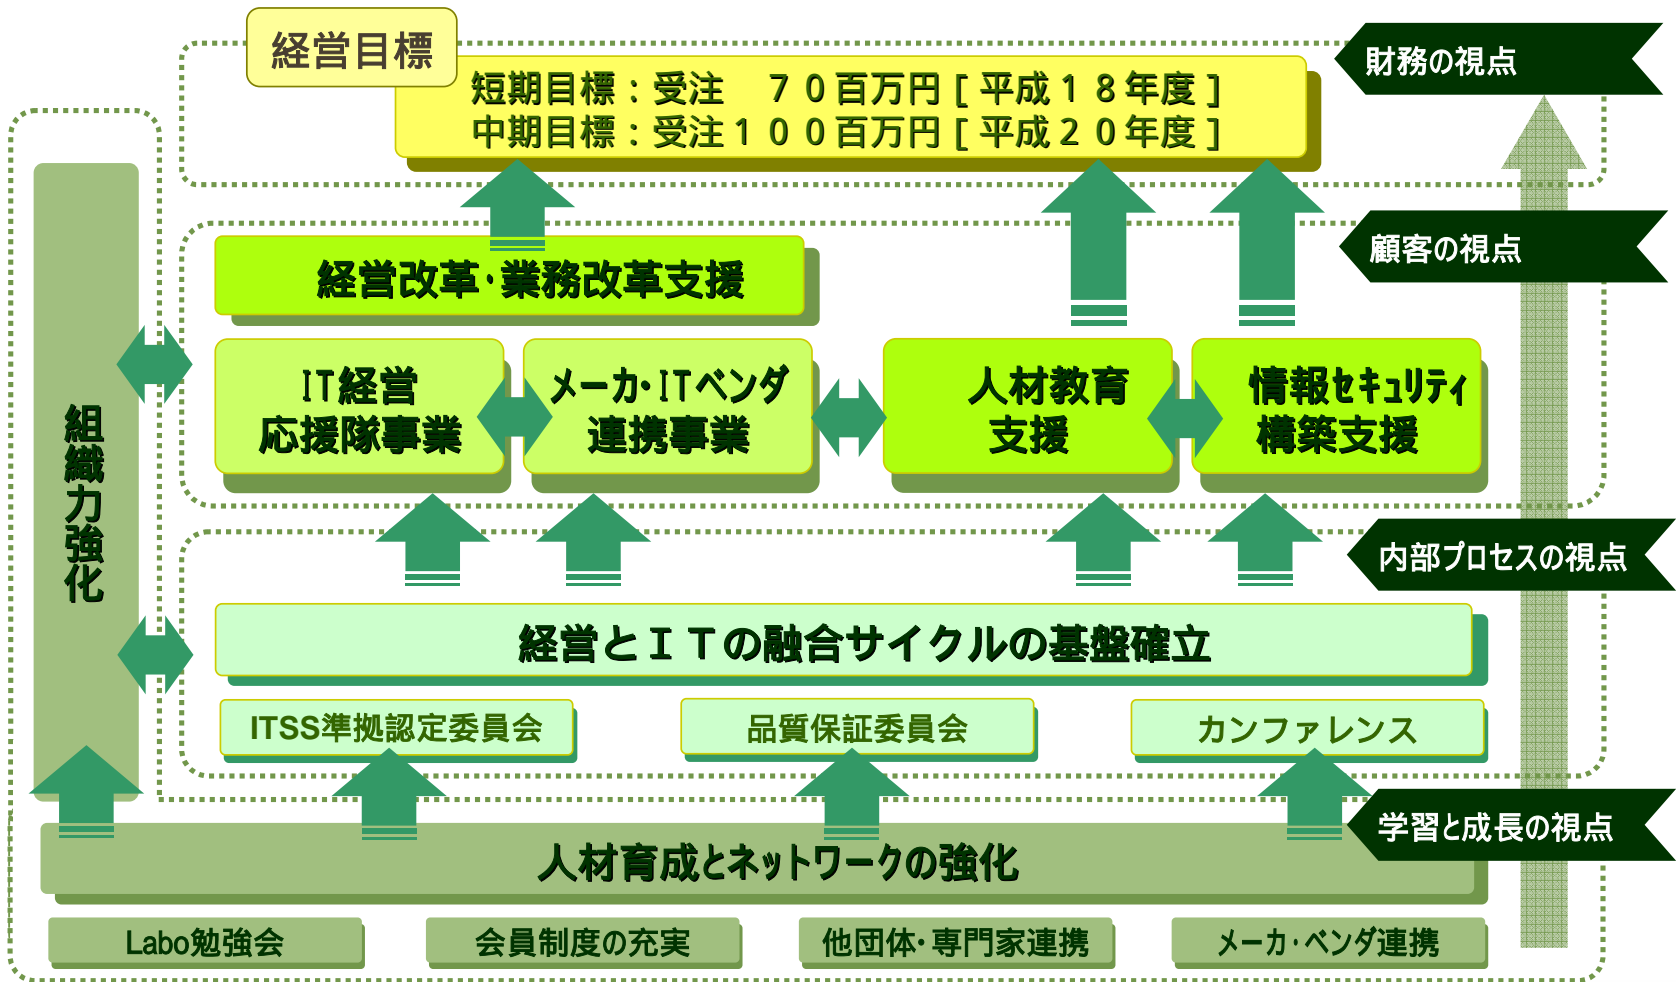 経営目標
財務の視点
短期目標：受注　７０百万円［平成１８年度］
中期目標：受注１００百万円［平成２０年度］
顧客の視点
経営改革･業務改革支援
IT経営
応援隊事業
メーカ･ITベンダ
連携事業
人材教育
支援
情報ｾｷｭﾘﾃｨ
構築支援
組織力強化
内部プロセスの視点
経営とＩＴの融合サイクルの基盤確立
ITSS準拠認定委員会
品質保証委員会
カンファレンス
学習と成長の視点
人材育成とネットワークの強化
Labo勉強会
会員制度の充実
他団体･専門家連携
メーカ･ベンダ連携